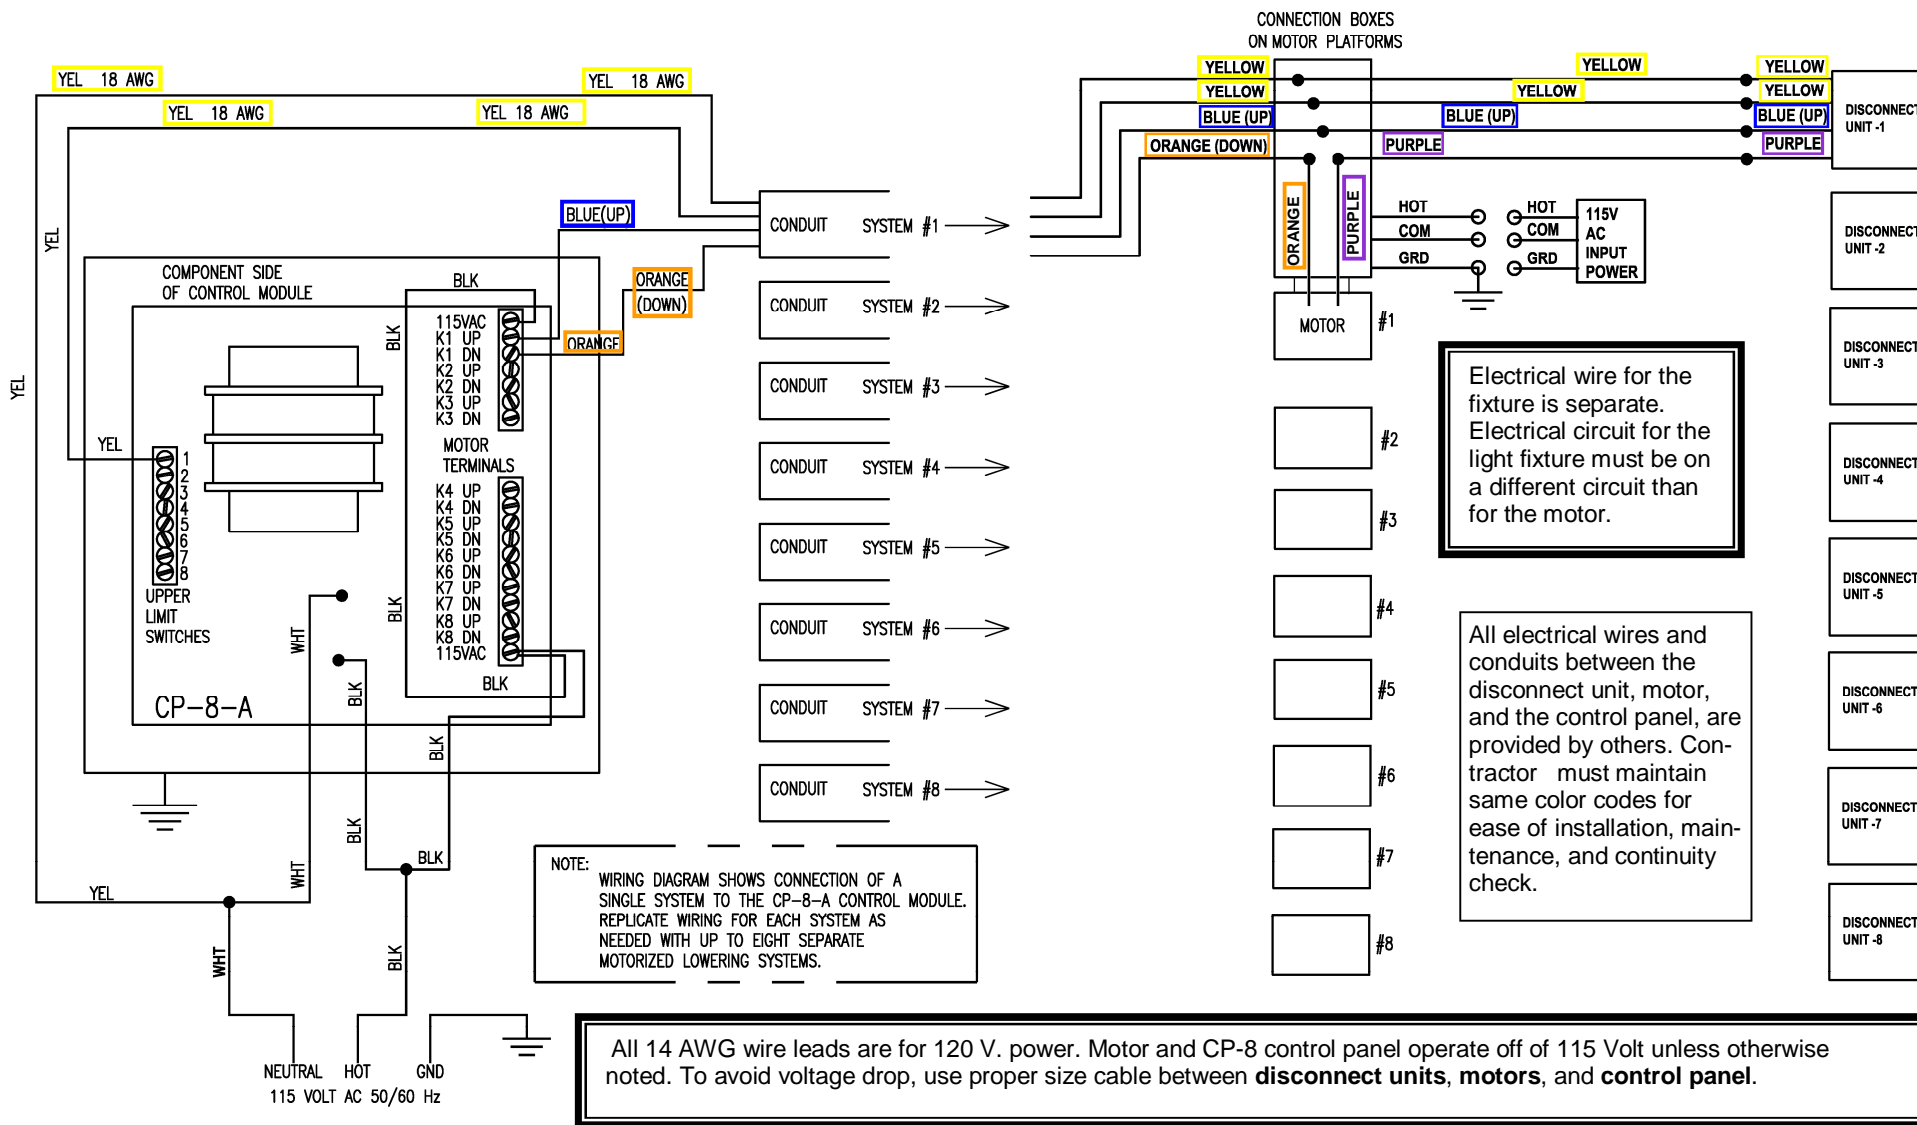 CONNECTION BOXES
ON MOTOR PLATFORMS
YEL 18 AWG
YEL 18 AWG
YEL 18 AWG
YEL 18 AWG
YELLOW
YELLOW
YELLOW
YELLOW
YELLOW
YELLOW
BLUE (UP)
BLUE (UP)
BLUE (UP)
ORANGE (DOWN)
PURPLE
PURPLE
ORANGE
PURPLE
DISCONNECT
UNIT -1
DISCONNECT
UNIT -2
DISCONNECT
UNIT -3
DISCONNECT
UNIT -4
DISCONNECT
UNIT -5
DISCONNECT
UNIT -6
DISCONNECT
UNIT -7
DISCONNECT
UNIT -8
HOT
COM
GRD
HOT
COM
GRD
115V
AC
INPUT
POWER
MOTOR
#1
#2
#3
#4
#5
#6
#7
#8
BLUE(UP)
ORANGE
(DOWN)
ORANGE
YEL
YEL
YEL
YEL
COMPONENT SIDE
OF CONTROL MODULE
BLK
BLK
BLK
BLK
115VAC
K1 UP
K1 DN
K2 UP
K2 DN
K3 UP
K3 DN
MOTOR
TERMINALS
K4 UP
K4 DN
K5 UP
K5 DN
K6 UP
K6 DN
K7 UP
K7 DN
K8 UP
K8 DN
115VAC
1
2
3
4
5
6
7
8
UPPER
LIMIT
SWITCHES
CP-8-A
WHT
WHT
WHT
BLK
BLK
BLK
BLK
BLK
NEUTRAL HOT GND
115 VOLT AC 50/60 Hz
CONDUIT SYSTEM #1
CONDUIT SYSTEM #2
CONDUIT SYSTEM #3
CONDUIT SYSTEM #4
CONDUIT SYSTEM #5
CONDUIT SYSTEM #6
CONDUIT SYSTEM #7
CONDUIT SYSTEM #8
Electrical wire for the
fixture is separate.
Electrical circuit for the
light fixture must be on
a different circuit than
for the motor.
All electrical wires and
conduits between the
disconnect unit, motor,
and the control panel, are
provided by others. Con-
tractor must maintain
same color codes for
ease of installation, main-
tenance, and continuity
check.
NOTE:
WIRING DIAGRAM SHOWS CONNECTION OF A
SINGLE SYSTEM TO THE CP-8-A CONTROL MODULE.
REPLICATE WIRING FOR EACH SYSTEM AS
NEEDED WITH UP TO EIGHT SEPARATE
MOTORIZED LOWERING SYSTEMS.
All 14 AWG wire leads are for 120 V. power. Motor and CP-8 control panel operate off of 115 Volt unless otherwise
noted. To avoid voltage drop, use proper size cable between disconnect units, motors, and control panel.